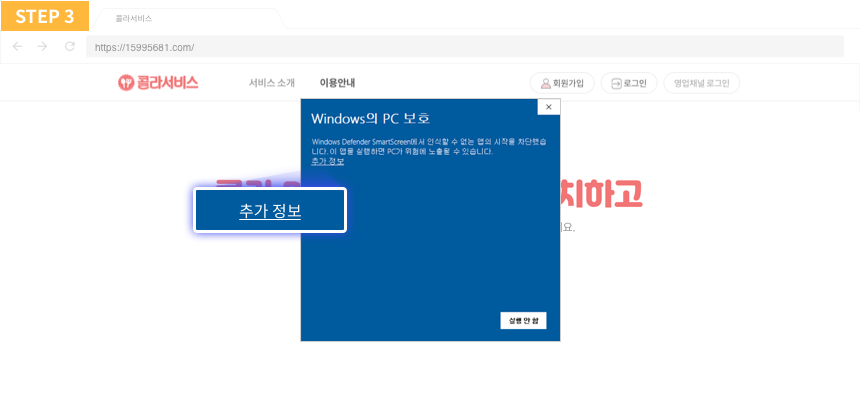 STEP 3
콜라서비스
https://15995681.com/
콜라서비스
서비스 소개
이용안내
회원가입
로그인
영업채널 로그인
Windows의 PC 보호
Windows Defender SmartScreen에서 인식할 수 없는 앱의 시작을 차단했습
니다. 이 앱을 실행하면 PC가 위험에 노출될 수 있습니다.
추가 정보
치하고
추가 정보
요.
실행 안 함